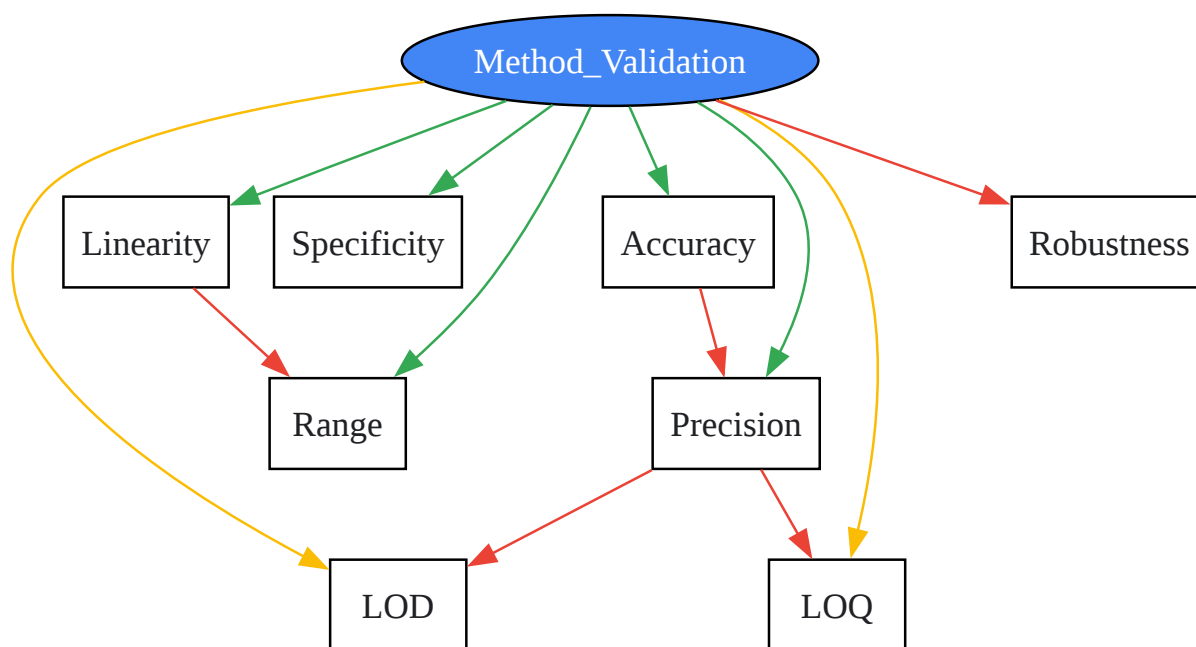 Method_Validation
Linearity
Specificity
Accuracy
Robustness
Range
Precision
LOD
LOQ